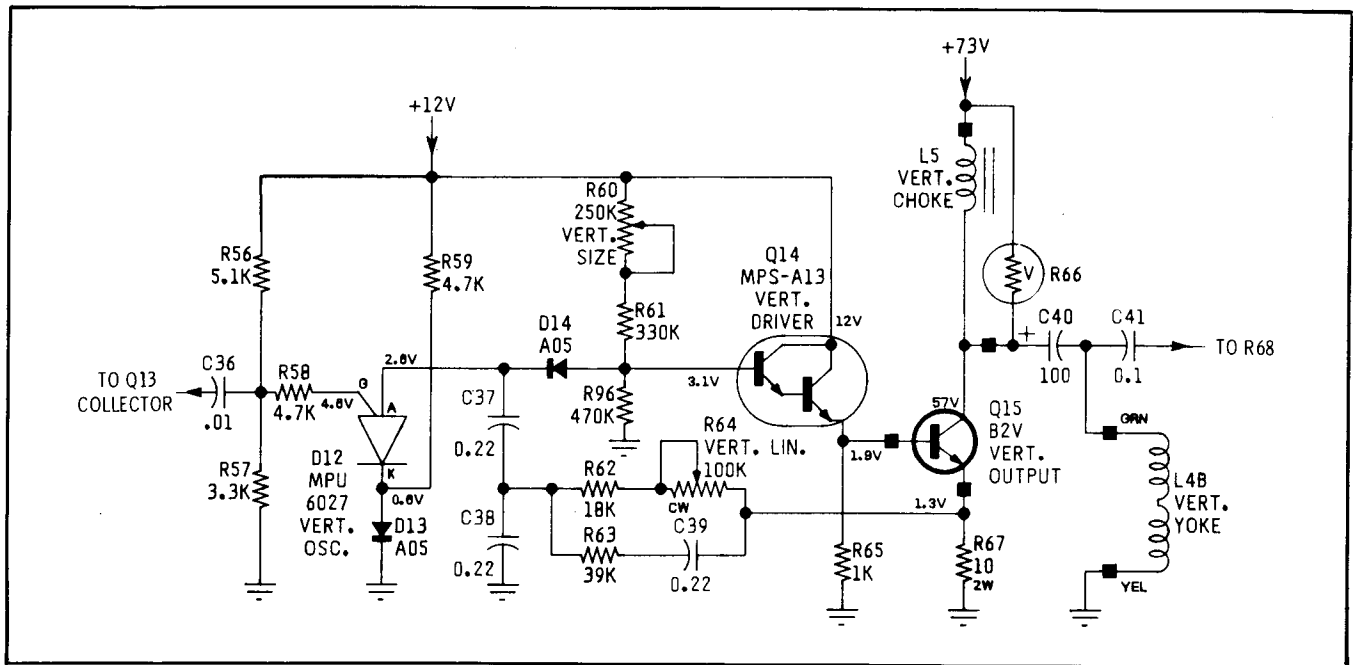 +73V
+12V
L5
VERT.
CHOKE
R60
250K
VERT.
SIZE
R56
5.1K
R59
4.7K
Q14
MPS-A13
VERT.
DRIVER
V
R66
R61
330K
12V
D14
A05
C40
100
+
C41
0.1
TO R68
C36
.01
TO Q13
COLLECTOR
R58
4.7K
G
4.6V
2.6V
A
K
3.1V
C37
0.22
R96
470K
57V
Q15
B2V
VERT.
OUTPUT
GRN
R64
VERT. LIN.
100K
1.9V
R57
3.3K
D12
MPU
6027
VERT.
OSC.
0.6V
D13
A05
C38
0.22
R62
18K
CW
C39
0.22
R63
39K
1.3V
L4B
VERT.
YOKE
R65
1K
R67
10
2W
YEL